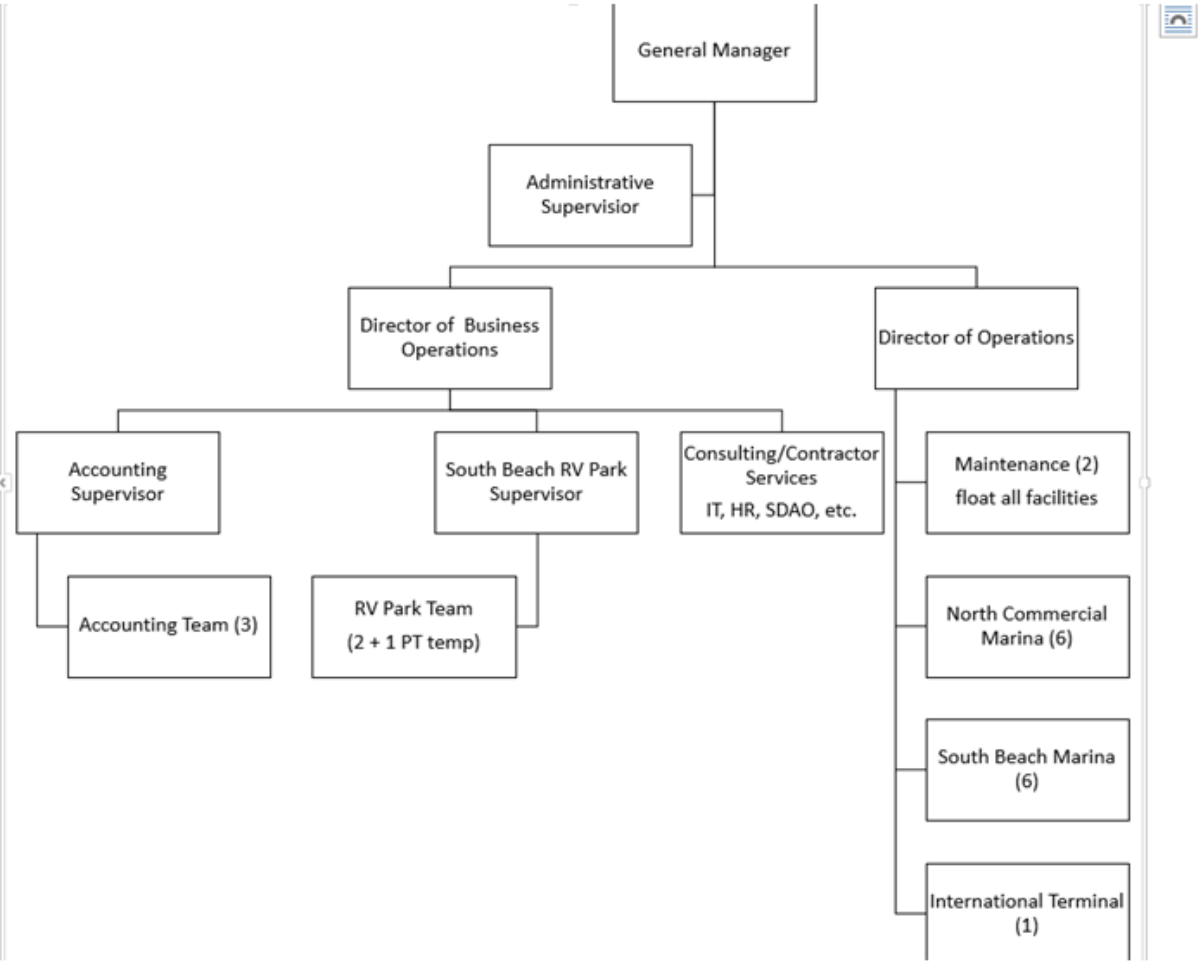 General Manager
Administrative
Supervisior
Director of Business
Operations
Director of Operations
Accounting
Supervisor
South Beach RV Park
Supervisor
Consulting/Contractor
Services
IT, HR, SDAO, etc.
Maintenance (2)
float all facilities
Accounting Team (3)
RV Park Team
(2 + 1 PT temp)
North Commercial
Marina (6)
South Beach Marina
(6)
International Terminal
(1)